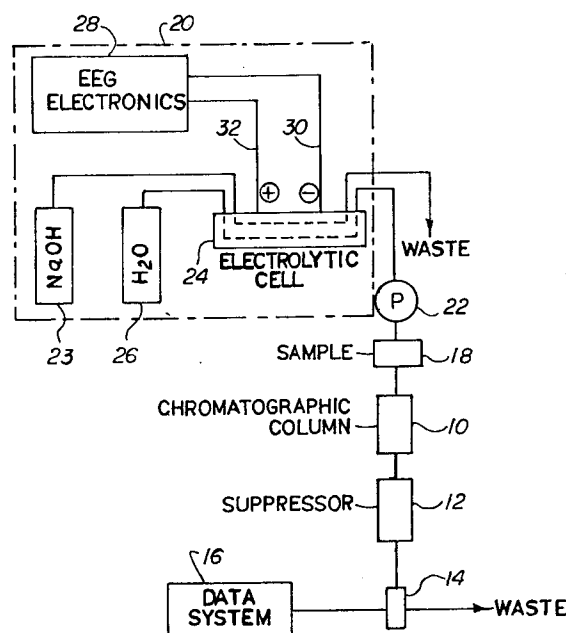 20
28
EEG
ELECTRONICS
32
30
+
−
NaOH
H₂O
24
ELECTROLYTIC
CELL
WASTE
23
26
P
22
SAMPLE
18
CHROMATOGRAPHIC
COLUMN
10
SUPPRESSOR
12
16
14
DATA
SYSTEM
WASTE